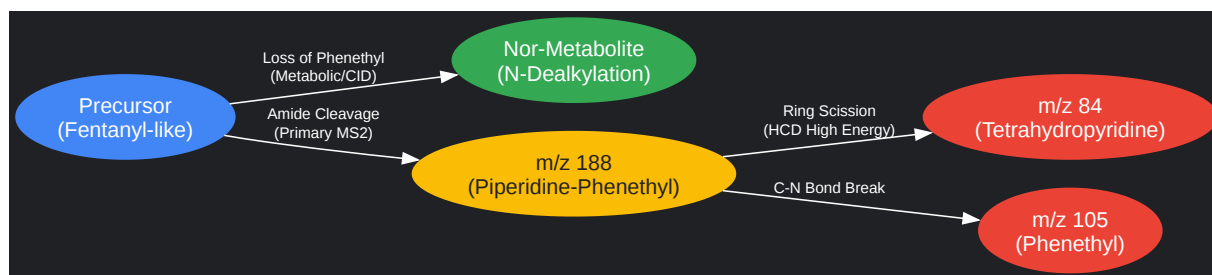 Precursor
(Fentanyl-like)
Loss of Phenethyl
(Metabolic/CID)
Amide Cleavage
(Primary MS2)
Nor-Metabolite
(N-Dealkylation)
m/z 188
(Piperidine-Phenethyl)
Ring Scission
(HCD High Energy)
C-N Bond Break
m/z 84
(Tetrahydropyridine)
m/z 105
(Phenethyl)